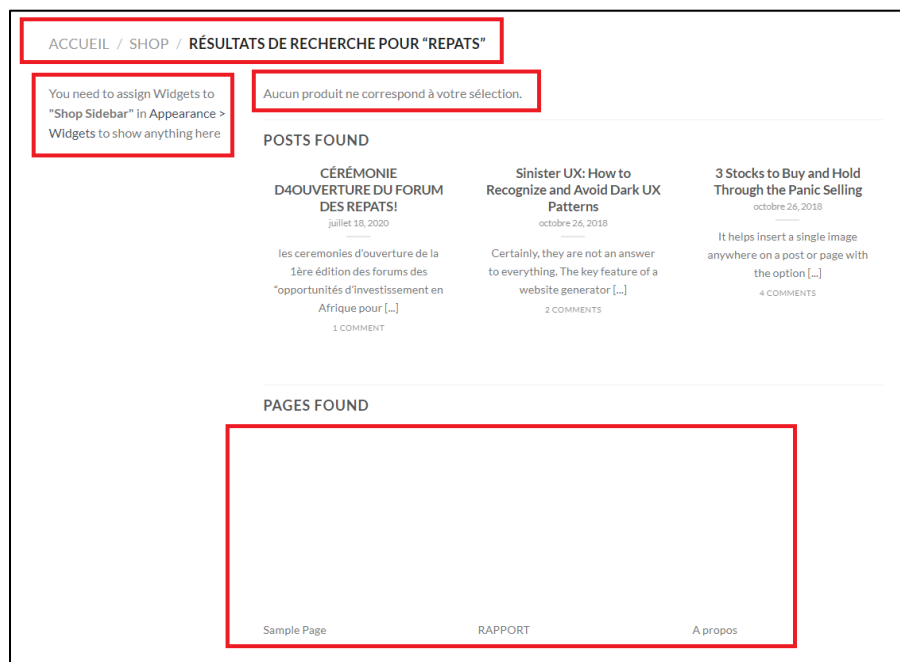 ACCUEIL / SHOP / RÉSULTATS DE RECHERCHE POUR “REPATS”
You need to assign Widgets to
"Shop Sidebar" in Appearance >
Widgets to show anything here
Aucun produit ne correspond à votre sélection.
POSTS FOUND
CÉRÉMONIE
D4OUVERTURE DU FORUM
DES REPATS!
juillet 18, 2020
les ceremonies d'ouverture de la
1ère édition des forums des
“opportunités d’investissement en
Afrique pour [...]
1 COMMENT
Sinister UX: How to
Recognize and Avoid Dark UX
Patterns
octobre 26, 2018
Certainly, they are not an answer
to everything. The key feature of a
website generator [...]
2 COMMENTS
3 Stocks to Buy and Hold
Through the Panic Selling
octobre 26, 2018
It helps insert a single image
anywhere on a post or page with
the option [...]
4 COMMENTS
PAGES FOUND
Sample Page
RAPPORT
A propos